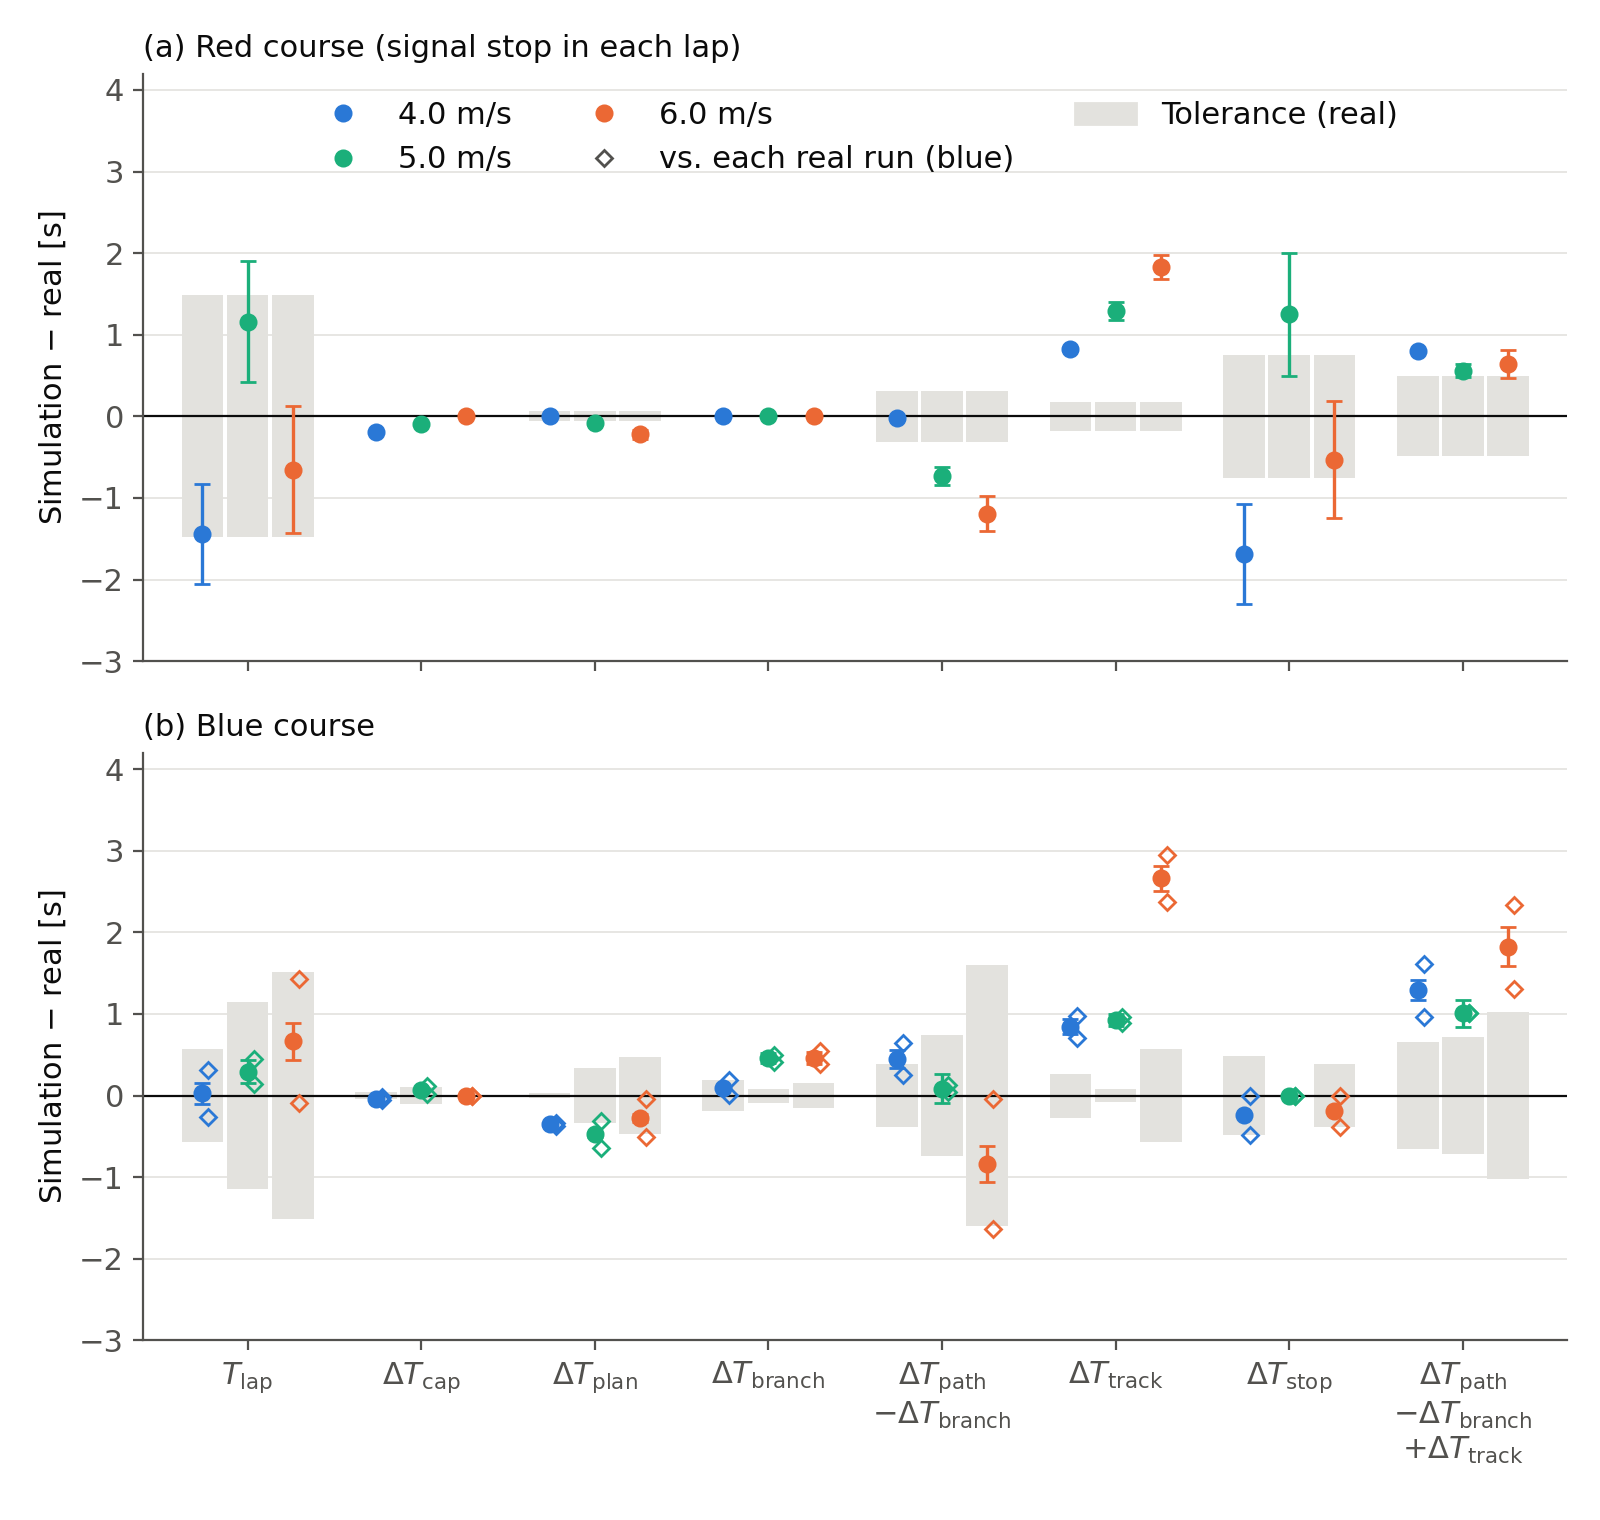 (a) Red course (signal stop in each lap)
4.0 m/s
5.0 m/s
6.0 m/s
vs. each real run (blue)
Tolerance (real)
Simulation − real [s]
4
3
2
1
0
−1
−2
−3
(b) Blue course
Simulation − real [s]
4
3
2
1
0
−1
−2
−3
T_lap
ΔT_cap
ΔT_plan
ΔT_branch
ΔT_path
−ΔT_branch
ΔT_track
ΔT_stop
ΔT_path
−ΔT_branch
+ΔT_track